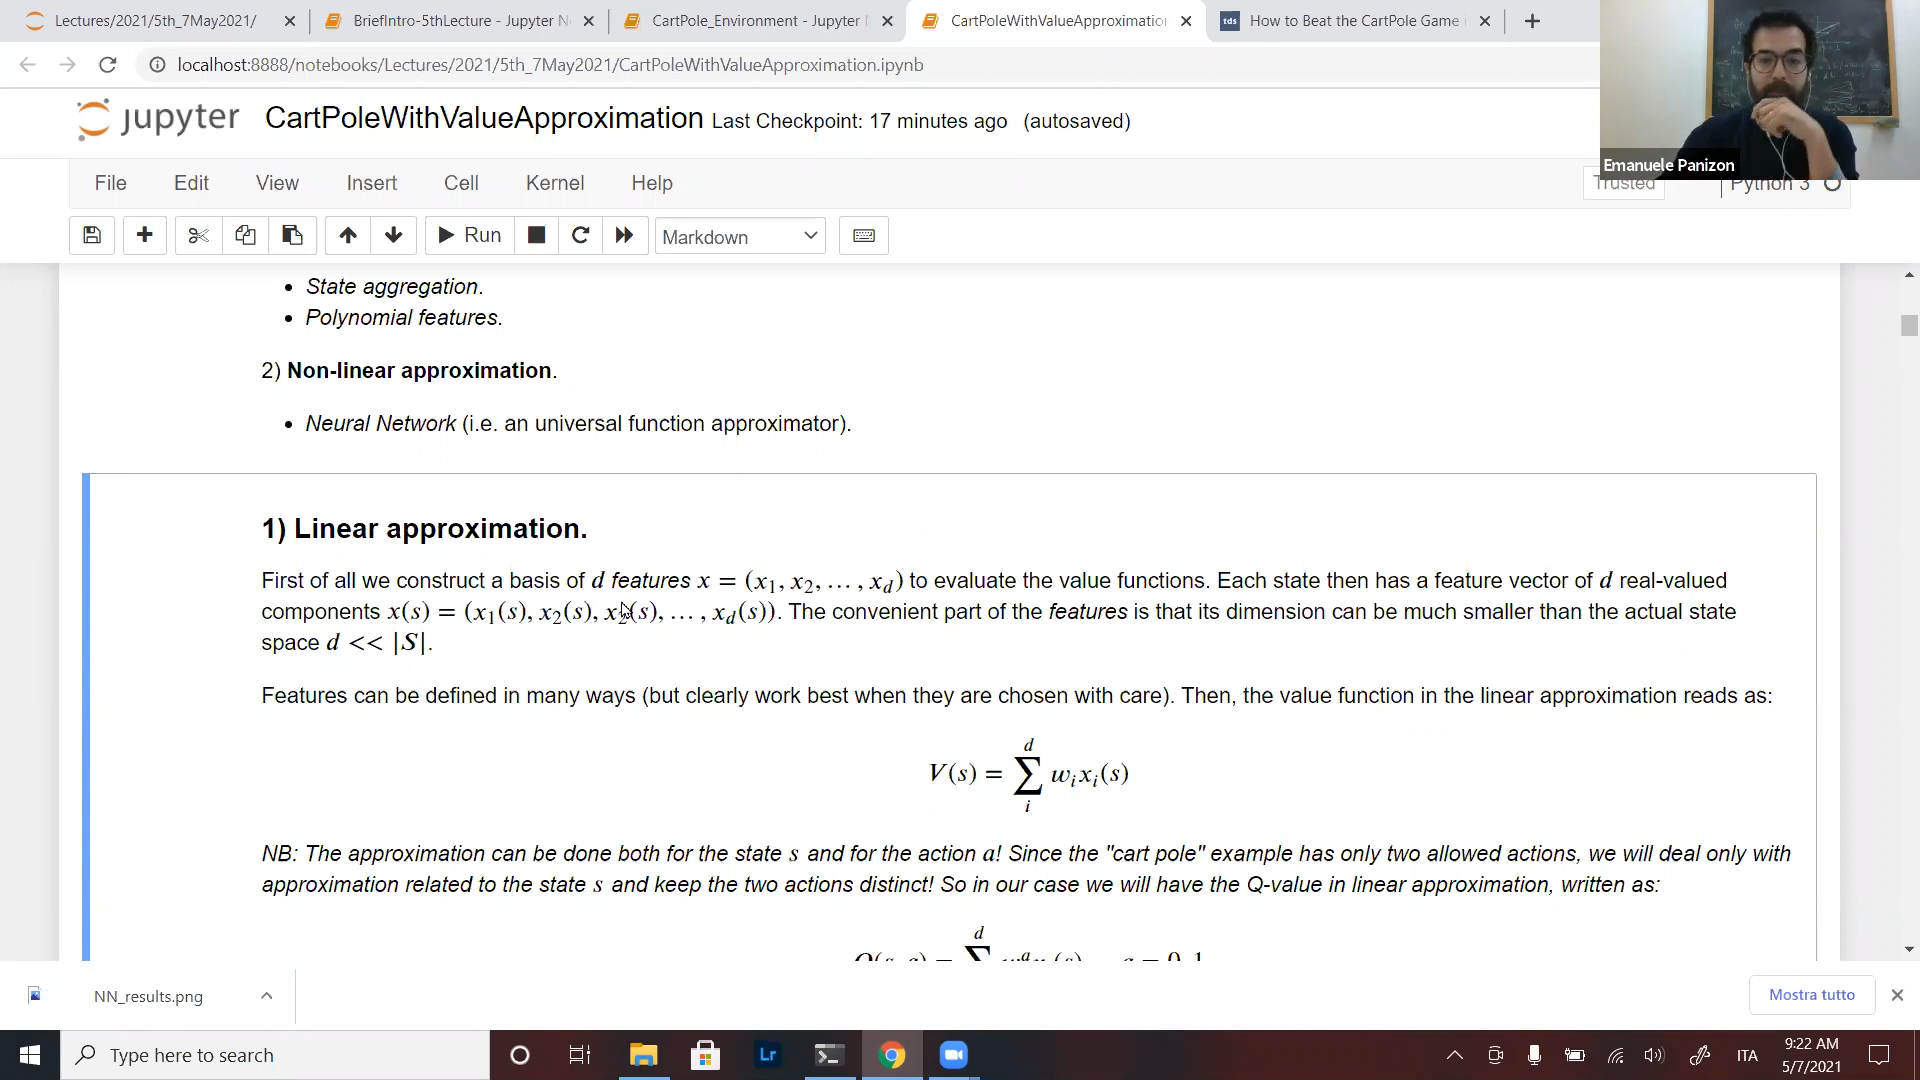 Lectures/2021/5th_7May2021/
BriefIntro-5thLecture - Jupyter N
CartPole_Environment - Jupyter
CartPoleWithValueApproximatio
tds How to Beat the CartPole Game i
localhost:8888/notebooks/Lectures/2021/5th_7May2021/CartPoleWithValueApproximation.ipynb
jupyter CartPoleWithValueApproximation Last Checkpoint: 17 minutes ago (autosaved)
Emanuele Panizon
File Edit View Insert Cell Kernel Help Trusted Python 3
Run Markdown
• State aggregation.
• Polynomial features.
2) Non-linear approximation.
• Neural Network (i.e. an universal function approximator).
1) Linear approximation.
First of all we construct a basis of d features x = (x₁, x₂, … , x_d) to evaluate the value functions. Each state then has a feature vector of d real-valued
components x(s) = (x₁(s), x₂(s), x₂(s), … , x_d(s)). The convenient part of the features is that its dimension can be much smaller than the actual state
space d << |S|.
Features can be defined in many ways (but clearly work best when they are chosen with care). Then, the value function in the linear approximation reads as:
V(s) = ∑_i^d w_i x_i(s)
NB: The approximation can be done both for the state s and for the action a! Since the "cart pole" example has only two allowed actions, we will deal only with
approximation related to the state s and keep the two actions distinct! So in our case we will have the Q-value in linear approximation, written as:
NN_results.png
Mostra tutto
Type here to search
Lr
ITA
9:22 AM
5/7/2021